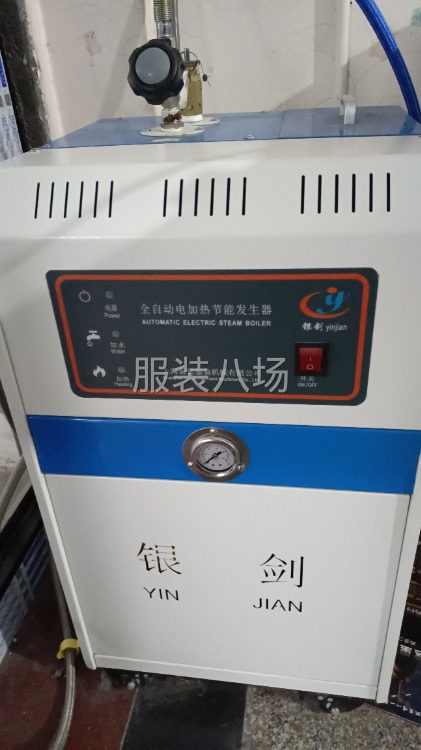 电源
Power
全自动电加热节能发生器
AUTOMATIC ELECTRIC STEAM BOILER
银剑 yinjian
加水
Water
加热
Heating
开关
ON/OFF
服装八场
银 剑
YIN JIAN